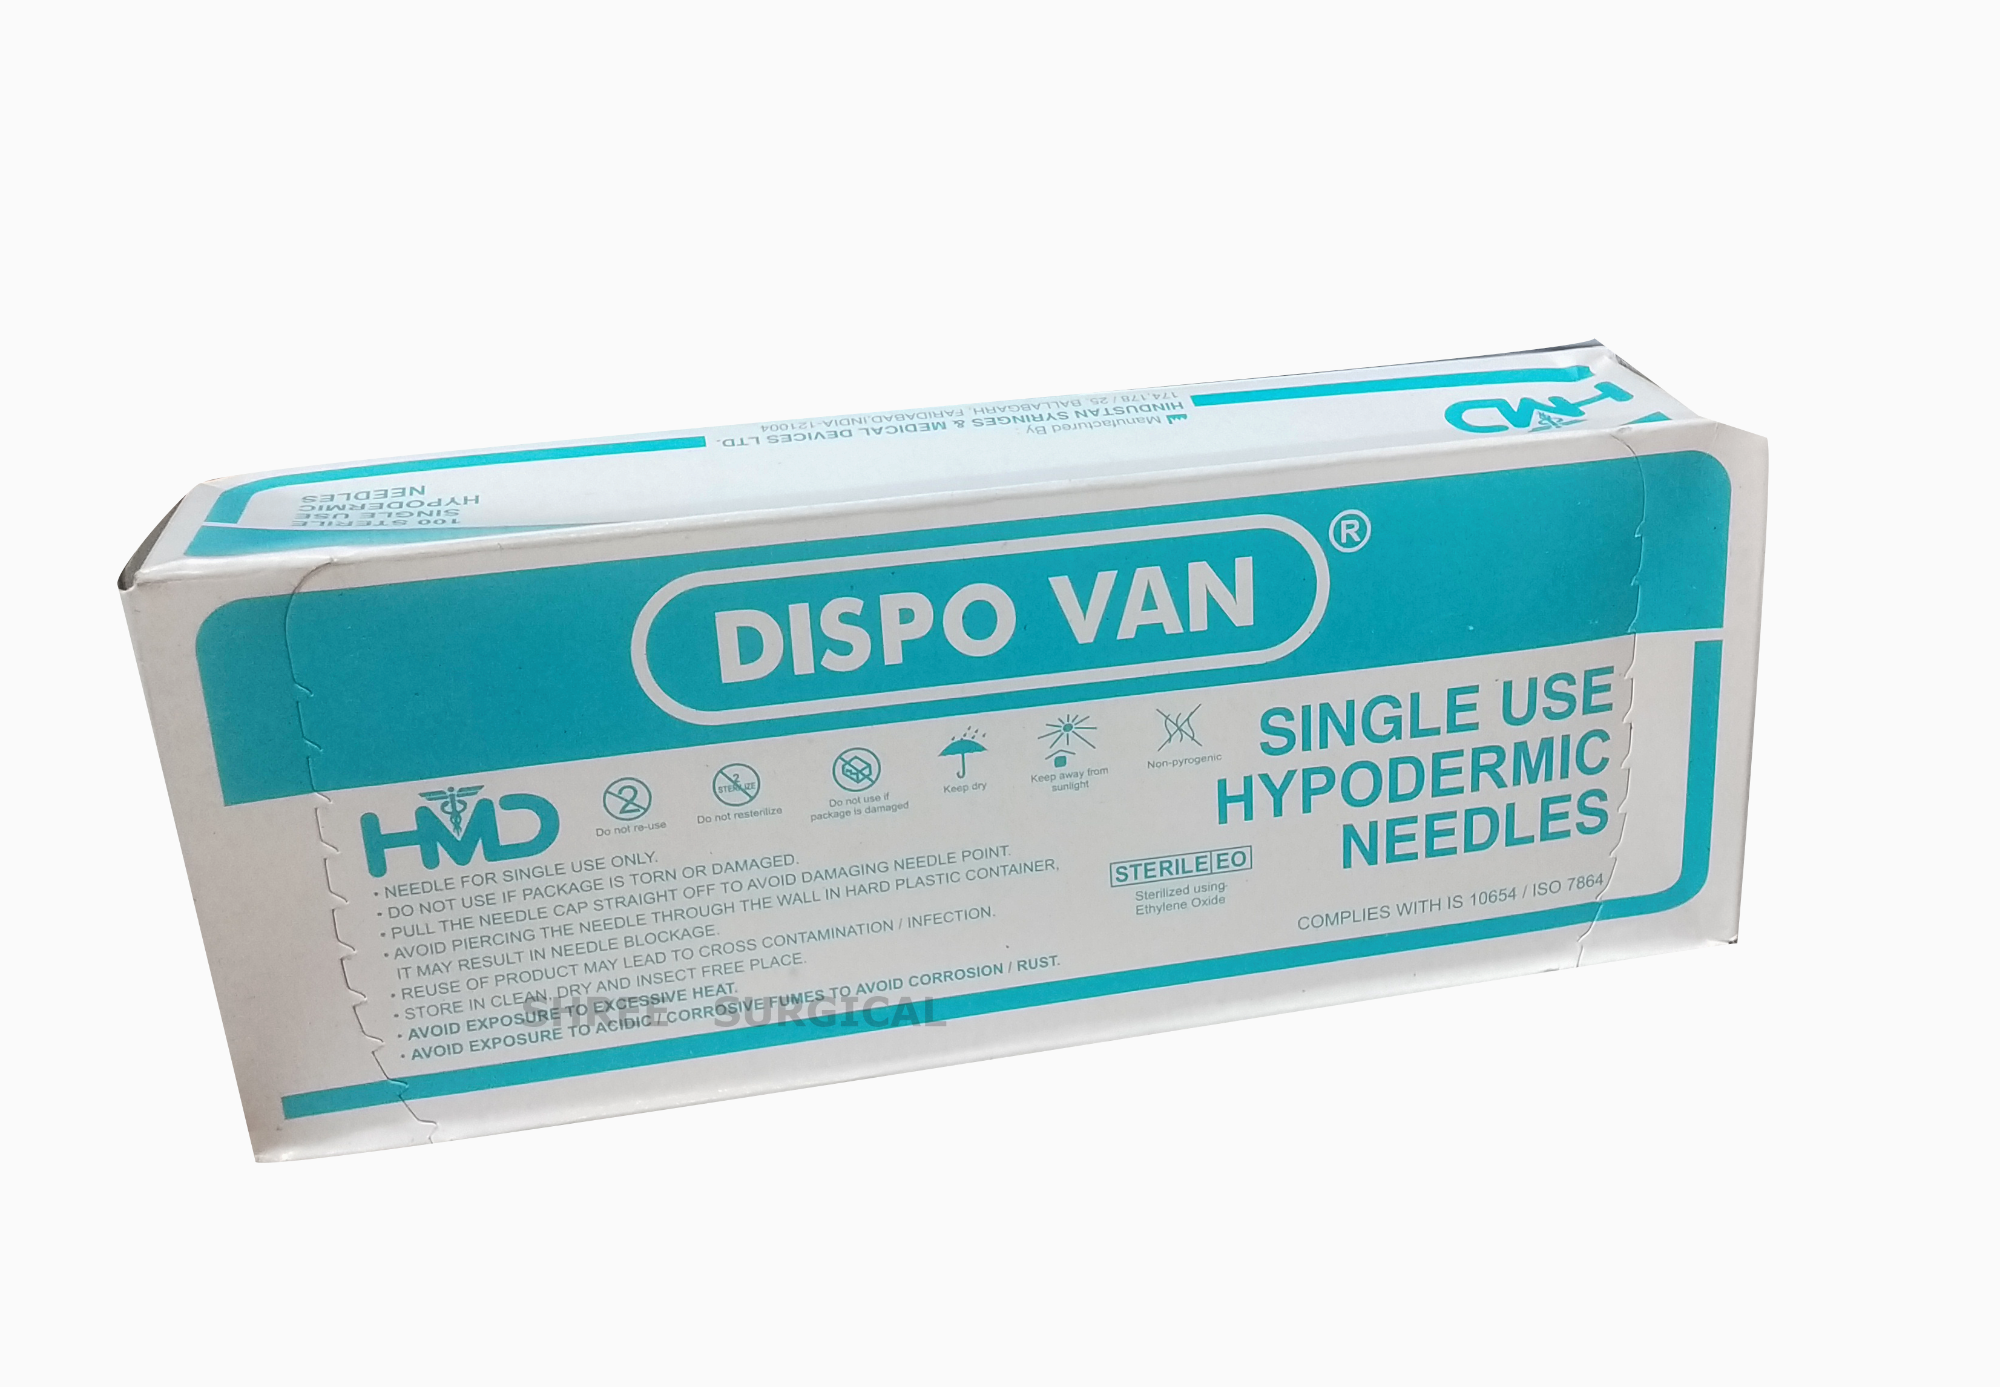 Manufactured By :
HINDUSTAN SYRINGES & MEDICAL DEVICES LTD.
174,178 / 25, BALLABGARH, FARIDABAD,INDIA-121004
HMD
100 STERILE
SINGLE USE
HYPODERMIC
NEEDLES
DISPO VAN®
SINGLE USE
HYPODERMIC
NEEDLES
HMD
2
Do not re-use
2
STERILIZE
Do not resterilize
Do not use if
package is damaged
Keep dry
Keep away from
sunlight
Non-pyrogenic
• NEEDLE FOR SINGLE USE ONLY.
• DO NOT USE IF PACKAGE IS TORN OR DAMAGED.
• PULL THE NEEDLE CAP STRAIGHT OFF TO AVOID DAMAGING NEEDLE POINT.
• AVOID PIERCING THE NEEDLE THROUGH THE WALL IN HARD PLASTIC CONTAINER,
IT MAY RESULT IN NEEDLE BLOCKAGE.
• REUSE OF PRODUCT MAY LEAD TO CROSS CONTAMINATION / INFECTION.
• STORE IN CLEAN, DRY AND INSECT FREE PLACE.
• AVOID EXPOSURE TO EXCESSIVE HEAT.
• AVOID EXPOSURE TO ACIDIC / CORROSIVE FUMES TO AVOID CORROSION / RUST.
STERILE EO
Sterilized using
Ethylene Oxide
COMPLIES WITH IS 10654 / ISO 7864
SHREE SURGICAL